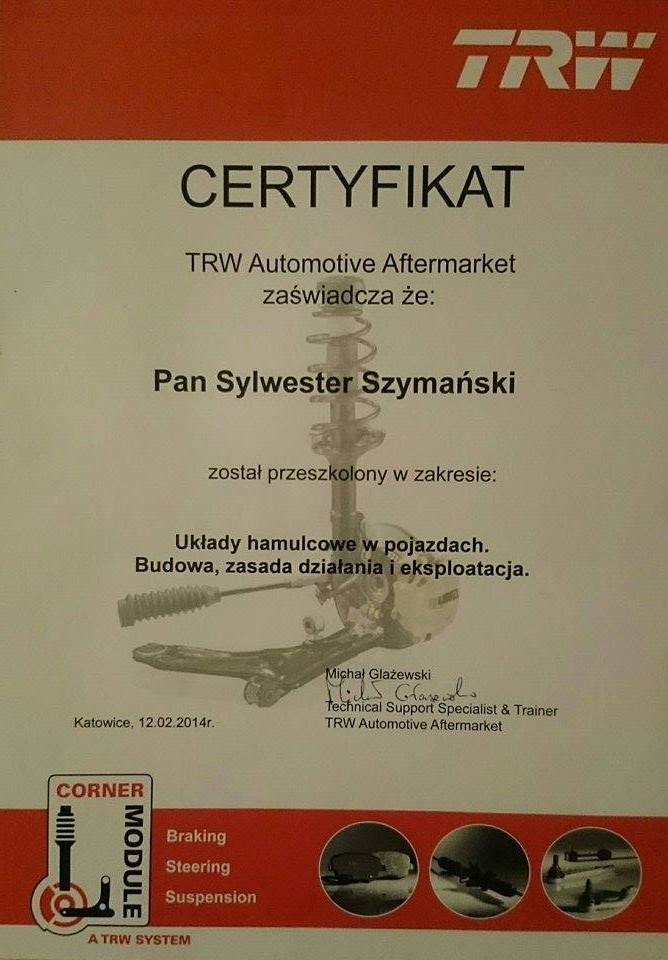 TRW
CERTYFIKAT
TRW Automotive Aftermarket
zaświadcza że:
Pan Sylwester Szymański
został przeszkolony w zakresie:
Układy hamulcowe w pojazdach.
Budowa, zasada działania i eksploatacja.
Michał Glażewski
Michał Glażewski
Technical Support Specialist & Trainer
Katowice, 12.02.2014r.
TRW Automotive Aftermarket
CORNER
MODULE
Braking
Steering
Suspension
A TRW SYSTEM